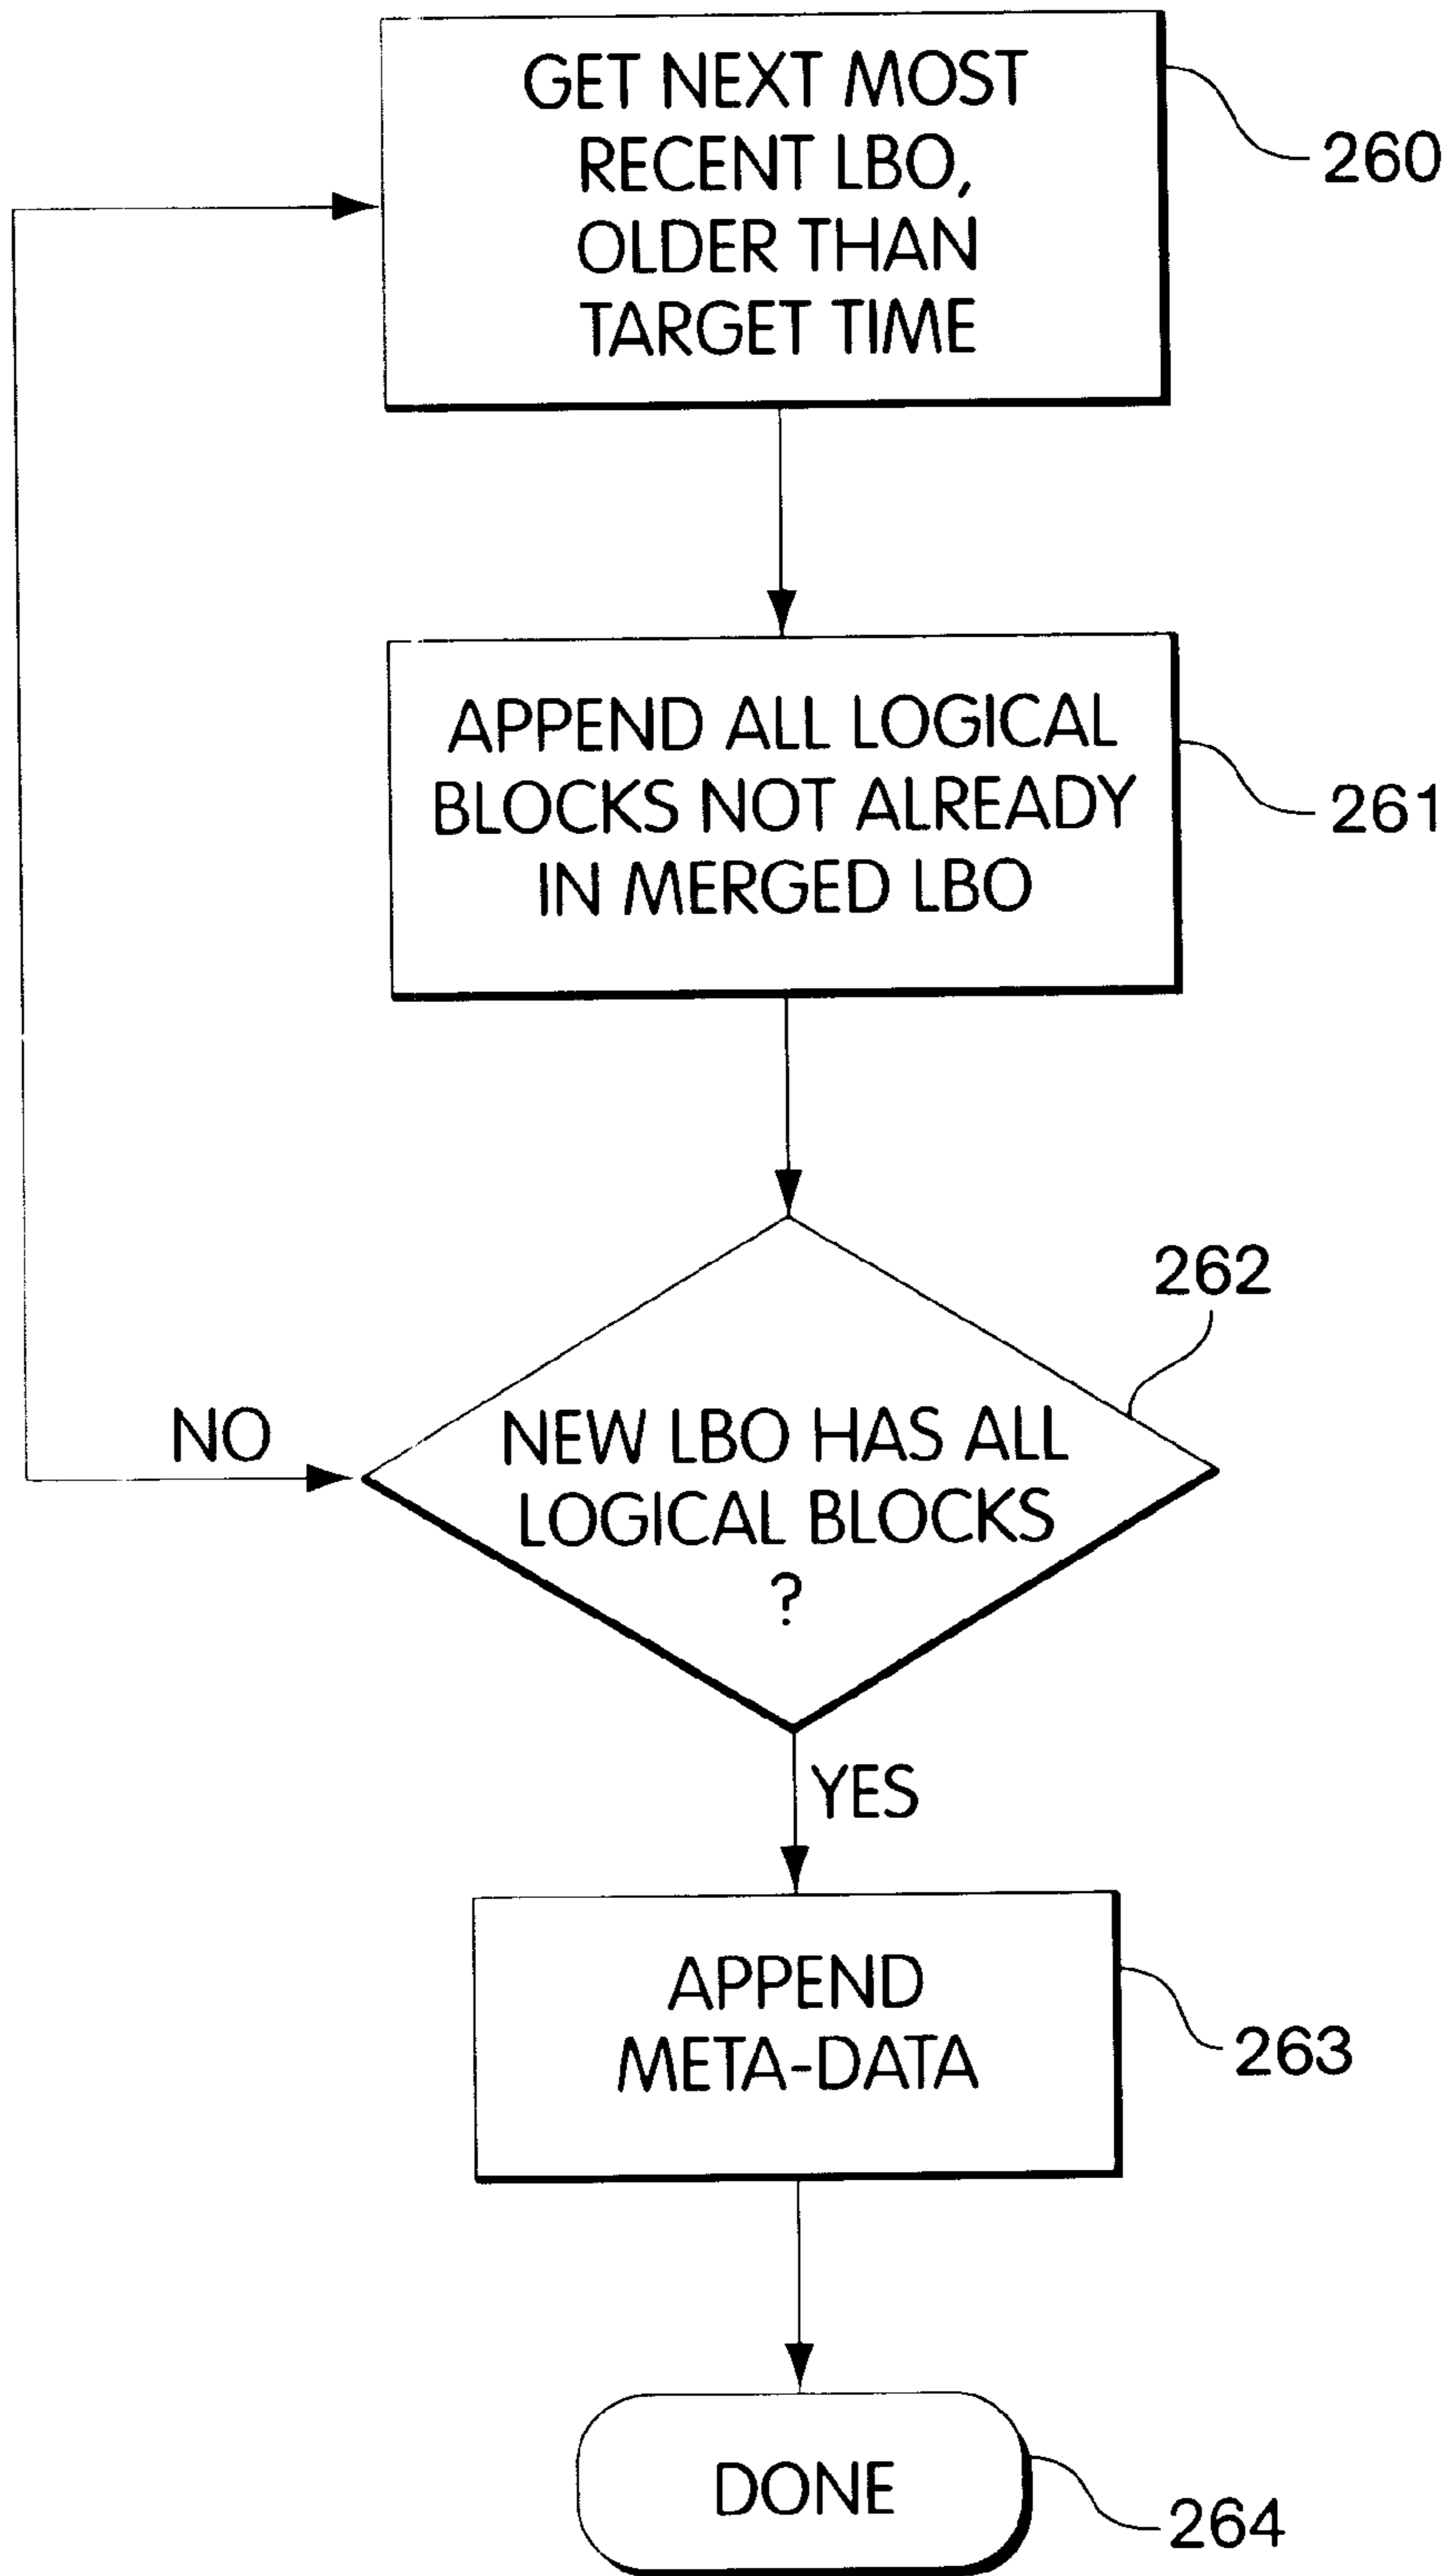 GET NEXT MOST
RECENT LBO,
OLDER THAN
TARGET TIME
260
APPEND ALL LOGICAL
BLOCKS NOT ALREADY
IN MERGED LBO
261
262
NO
NEW LBO HAS ALL
LOGICAL BLOCKS
?
YES
APPEND
META-DATA
263
DONE
264